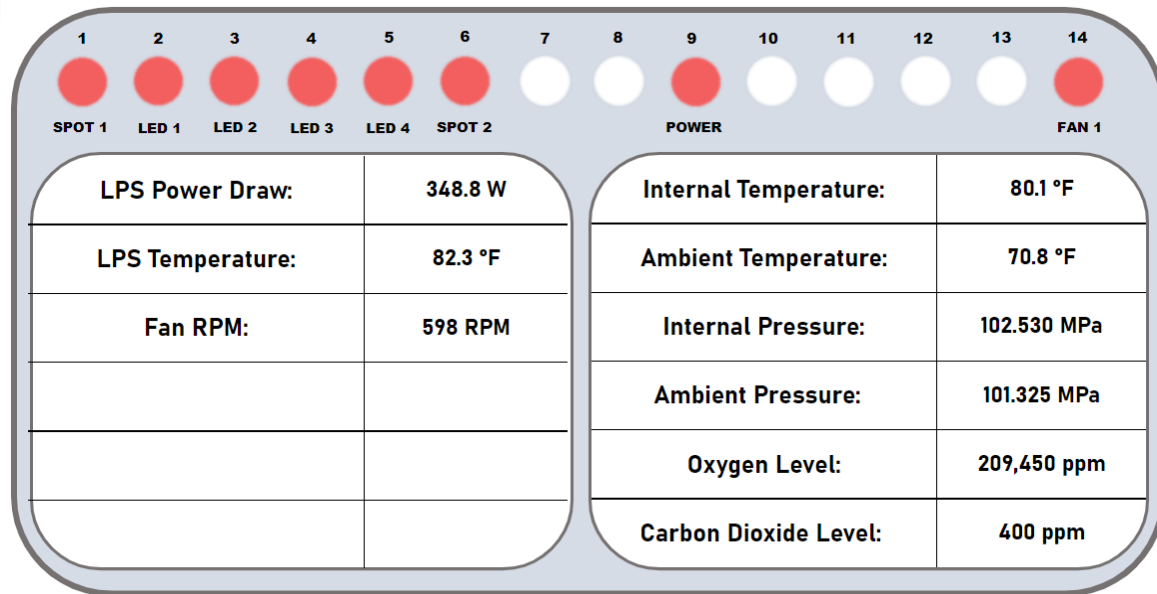 1 2 3 4 5 6 7 8 9 10 11 12 13 14
SPOT 1 LED 1 LED 2 LED 3 LED 4 SPOT 2 POWER FAN 1
LPS Power Draw: 348.8 W
LPS Temperature: 82.3 °F
Fan RPM: 598 RPM
Internal Temperature: 80.1 °F
Ambient Temperature: 70.8 °F
Internal Pressure: 102.530 MPa
Ambient Pressure: 101.325 MPa
Oxygen Level: 209,450 ppm
Carbon Dioxide Level: 400 ppm